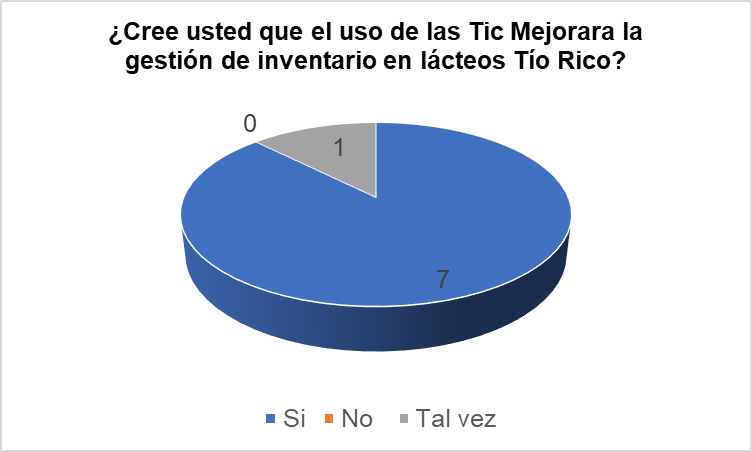 ¿Cree usted que el uso de las Tic Mejorara la
gestión de inventario en lácteos Tío Rico?
0
1
7
Si No Tal vez